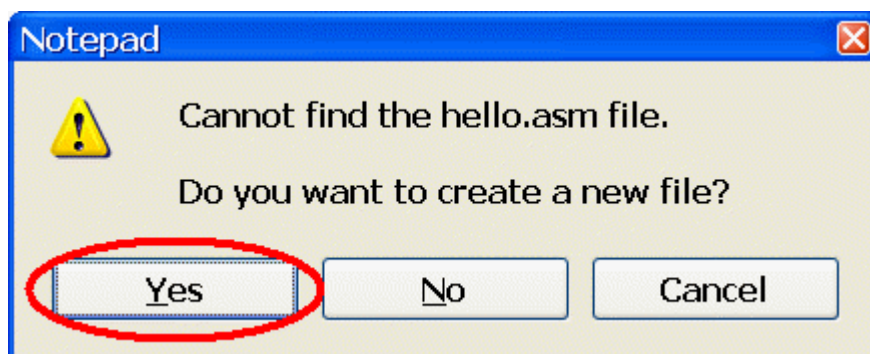 Notepad
Cannot find the hello.asm file.
Do you want to create a new file?
Yes No Cancel